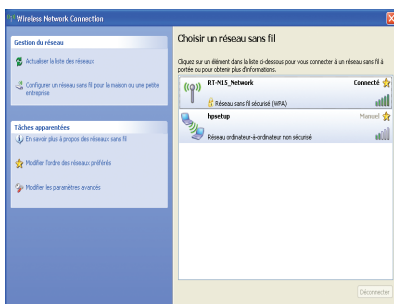 Wireless Network Connection
Gestion du réseau
Actualiser la liste des réseaux
Configurer un réseau sans fil pour la maison ou une petite
entreprise
Tâches apparentées
En savoir plus à propos des réseaux sans fil
Modifier l'ordre des réseaux préférés
Modifier les paramètres avancés
Choisir un réseau sans fil
Cliquez sur un élément dans la liste ci-dessous pour vous connecter à un réseau sans fil à
portée ou pour obtenir plus d'informations.
RT-N15_Network Connecté
Réseau sans fil sécurisé (WPA)
hpsetup Manuel
Réseau ordinateur-à-ordinateur non sécurisé
Déconnecter